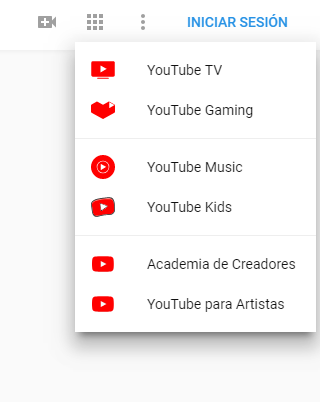 INICIAR SESIÓN
YouTube TV
YouTube Gaming
YouTube Music
YouTube Kids
Academia de Creadores
YouTube para Artistas